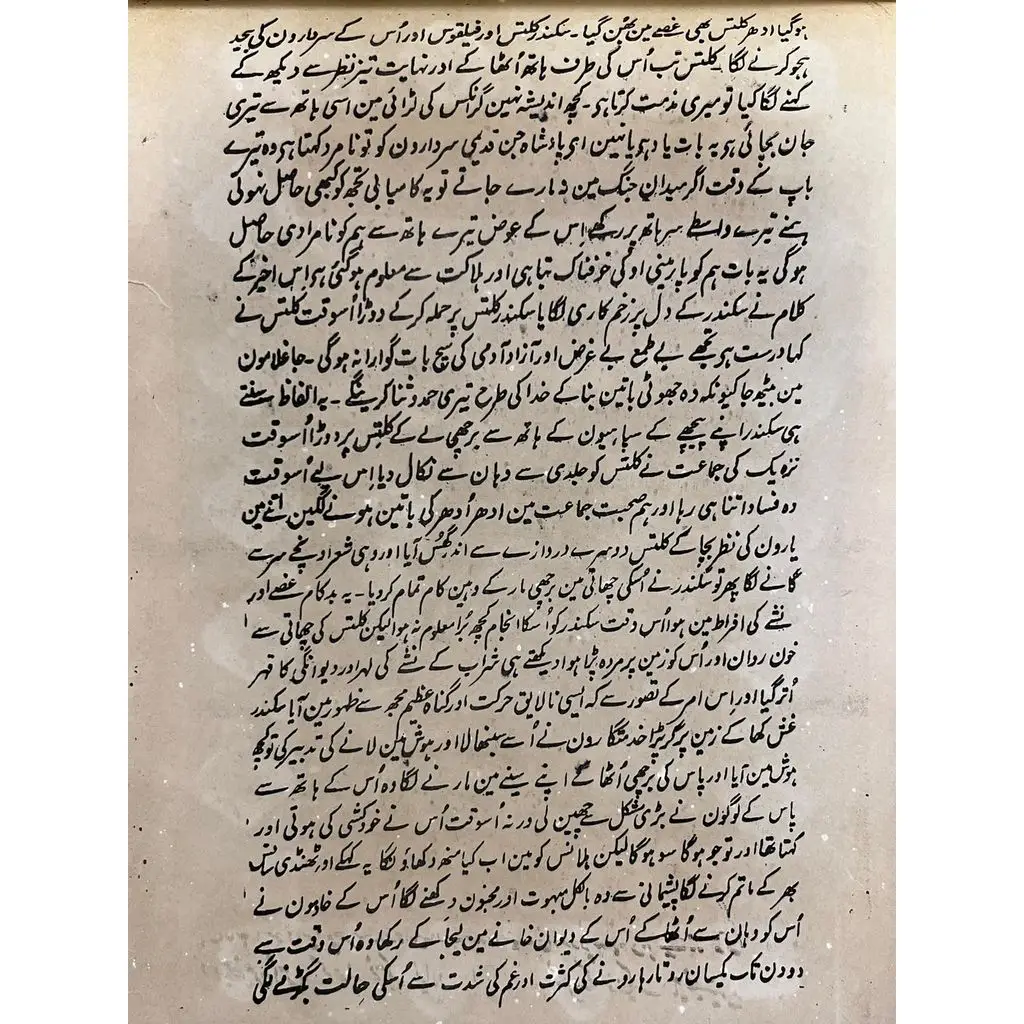 ہوگیا ادھر کلتس بھی غصے مین بھُن گیا۔ سکندر کلتس اور فیلقوس اور اُس کے سردارون کی بیحد
ہجو کرنے لگا۔ کلتس تب اُس کی طرف ہاتھ اُٹھا کے اور نہایت تیز نظر سے دیکھ کے
کہنے لگا کیا تو میری مذمت کرتا ہو۔ کچھ اندیشہ نہین گرنکس کی لڑائی مین اسی ہاتھ سے تیری
جان بچائی ہو یہ بات یاد ہو یا نہین ای پادشاہ جن قدیمی سردارون کو تو نامرد کہتا ہو وہ تیرے
باپ کے وقت اگر میدان جنگ مین نہ مارے جاتے تو یہ کامیابی تجھ کو کبھی حاصل نہوتی
ہمنے تیرے واسطے سر ہاتھ پر رکھے اِس کے عوض تیرے ہاتھ سے ہم کو نامرادی حاصل
ہوگی یہ بات ہم کو پارمینی او کی خوفناک تباہی اور ہلاکت سے معلوم ہوگئی ہو اِس اخیر کے
کلام نے سکندر کے دل پر زخم کاری لگایا سکندر کلتس پر حملہ کرکے دوڑا اُسوقت کلتس نے
کہا درست ہو تجھے بے طمع بے غرض اور آزاد آدمی کی سچ بات گوارا نہ ہوگی۔ جا غلامون
مین بیٹھ جا کیونکہ وہ جھوٹی باتین بنا کے خدا کی طرح تیری حمد و ثنا کرینگے۔ یہ الفاظ سنتے
ہی سکندر اپنے پیچھے کے سپاہیون کے ہاتھ سے برچھی لے کے کلتس پر دوڑا اُسوقت
نزدیک کی جماعت نے کلتس کو جلدی سے وہان سے نکال دیا اِس لیے اُسوقت
وہ فساد اتنا ہی رہا اور ہم صحبت جماعت مین ادھر اُدھر کی باتین ہونے لگین اتنے مین
یارون کی نظر بچا کے کلتس دوسرے دروازے سے اندر گھُس آیا اور وہی شعر اونچے سر سے
گانے لگا پھر تو سکندر نے اُسکی چھاتی مین برچھی مار کے وہین کام تمام کر دیا۔ یہ بد کام غصے اور
نشے کی افراط مین ہوا اُس وقت سکندر کو اُسکا انجام کچھ بُرا معلوم نہ ہوا لیکن کلتس کی چھاتی سے
خون روان اور اُس کو زمین پر مردہ پڑا ہوا دیکھتے ہی شراب کے نشے کی لہر اور دیوانگی کا قہر
اُتر گیا اور اِس امر کے تصور سے کہ ایسی نالایق حرکت اور گناہ عظیم مجھ سے ظہور مین آیا سکندر
غش کھا کے زمین پر گر پڑا خدمتگارون نے اُسے سنبھالا اور ہوش مین لانے کی تدبیر کی تو کچھ
ہوش مین آیا اور پاس کی برچھی اُٹھا کے اپنے سینے مین مارنے لگا وہ اُس کے ہاتھ سے
پاس کے لوگون نے بڑی مشکل سے چھین لی ورنہ اُسوقت اُس نے خودکشی کی ہوتی اور
کہتا تھا اور تو جو ہوگا سو ہوگا لیکن ہلانس کو مین اب کیا منھ دکھاؤں گا یہ کہکے اور ٹھنڈی سانس
بھر کے ماتم کرنے لگا پشیمانی سے وہ بالکل مبہوت اور مجنون دکھنے لگا اُس کے خادمون نے
اُس کو وہان سے اُٹھا کے اُس کے دیوان خانے مین لیجا کے رکھا وہ اُس وقت سے
دو دن تک یکسان روتا رہا رونے کی کثرت اور غم کی شدت سے اُسکی حالت بگڑنے لگی